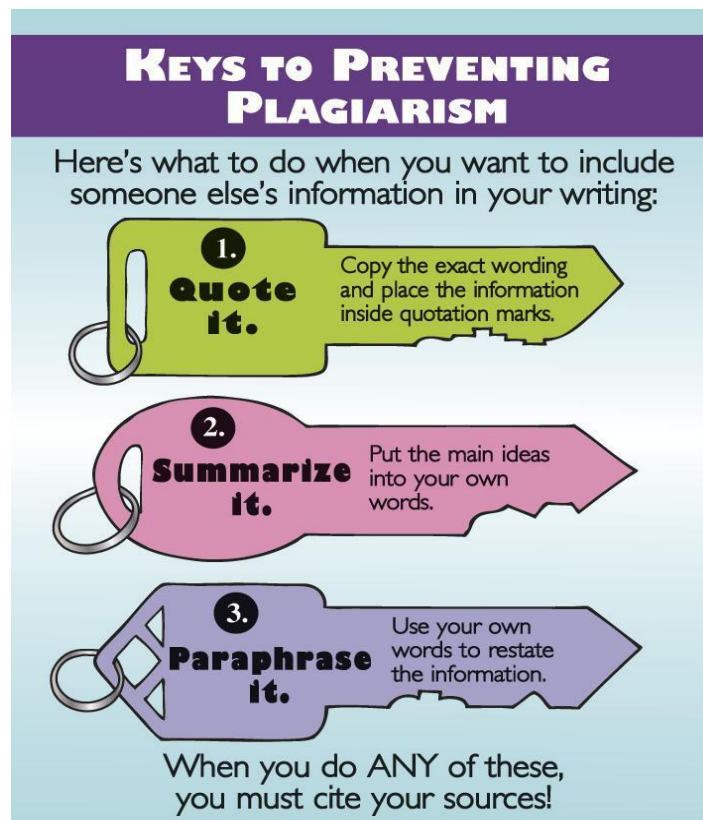 KEYS TO PREVENTING
PLAGIARISM
Here's what to do when you want to include
someone else's information in your writing:
1.
Quote
it.
Copy the exact wording
and place the information
inside quotation marks.
2.
Summarize
it.
Put the main ideas
into your own
words.
3.
Paraphrase
it.
Use your own
words to restate
the information.
When you do ANY of these,
you must cite your sources!